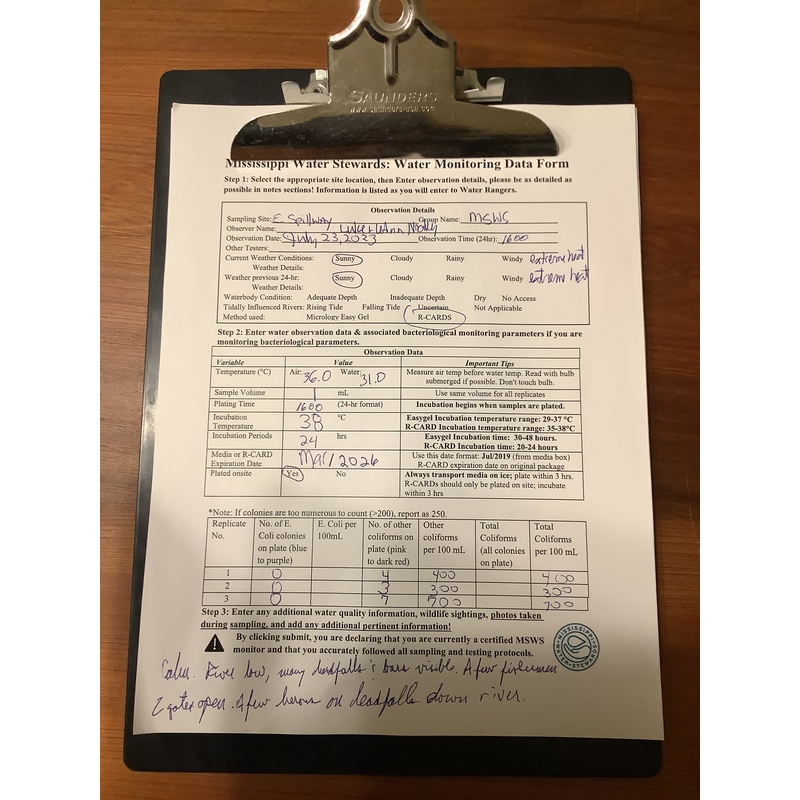 SAUNDERS
www.saunders-usa.com
Mississippi Water Stewards: Water Monitoring Data Form
Step 1: Select the appropriate site location, then Enter observation details, please be as detailed as
possible in notes sections! Information is listed as you will enter to Water Rangers.
Observation Details
Sampling Site: E Spillway Group Name: MSWS
Observer Name:
Observation Date: July 23, 2023 Observation Time (24hr): 1600
Other Testers:
Current Weather Conditions: Sunny Cloudy Rainy Windy extreme heat
Weather Details:
Weather previous 24-hr: Sunny Cloudy Rainy Windy extreme heat
Weather Details:
Waterbody Condition: Adequate Depth Inadequate Depth Dry No Access
Tidally Influenced Rivers: Rising Tide Falling Tide Uncertain Not Applicable
Method used: Micrology Easy Gel R-CARDS
Step 2: Enter water observation data & associated bacteriological monitoring parameters if you are
monitoring bacteriological parameters.
Observation Data
Variable Value Important Tips
Temperature (°C) Air: 36.0 Water: 31.0 Measure air temp before water temp. Read with bulb
submerged if possible. Don't touch bulb.
Sample Volume 1 mL Use same volume for all replicates
Plating Time 1600 (24-hr format) Incubation begins when samples are plated.
Incubation Temperature 38 °C Easygel Incubation temperature range: 29-37 °C
R-CARD Incubation temperature range: 35-38°C
Incubation Periods 24 hrs Easygel Incubation time: 30-48 hours.
R-CARD Incubation time: 20-24 hours
Media or R-CARD Expiration Date Mar/2026 Use this date format: Jul/2019 (from media box)
R-CARD expiration date on original package
Plated onsite Yes No Always transport media on ice; plate within 3 hrs.
R-CARDs should only be plated on site; incubate
within 3 hrs
*Note: If colonies are too numerous to count (>200), report as 250.
Replicate No. No. of E. Coli colonies on plate (blue to purple) E. Coli per 100mL No. of other coliforms on plate (pink to dark red) Other coliforms per 100 mL Total Coliforms (all colonies on plate) Total Coliforms per 100 mL
1 0 4 400 400
2 0 3 300 300
3 0 7 700 700
Step 3: Enter any additional water quality information, wildlife sightings, photos taken
during sampling, and add any additional pertinent information!
By clicking submit, you are declaring that you are currently a certified MSWS
monitor and that you accurately followed all sampling and testing protocols.
MISSISSIPPI WATER STEWARDS
Calm. River low, many deadfalls & bars visible. A few fishermen
2 gates open. A few herons on deadfalls down river.